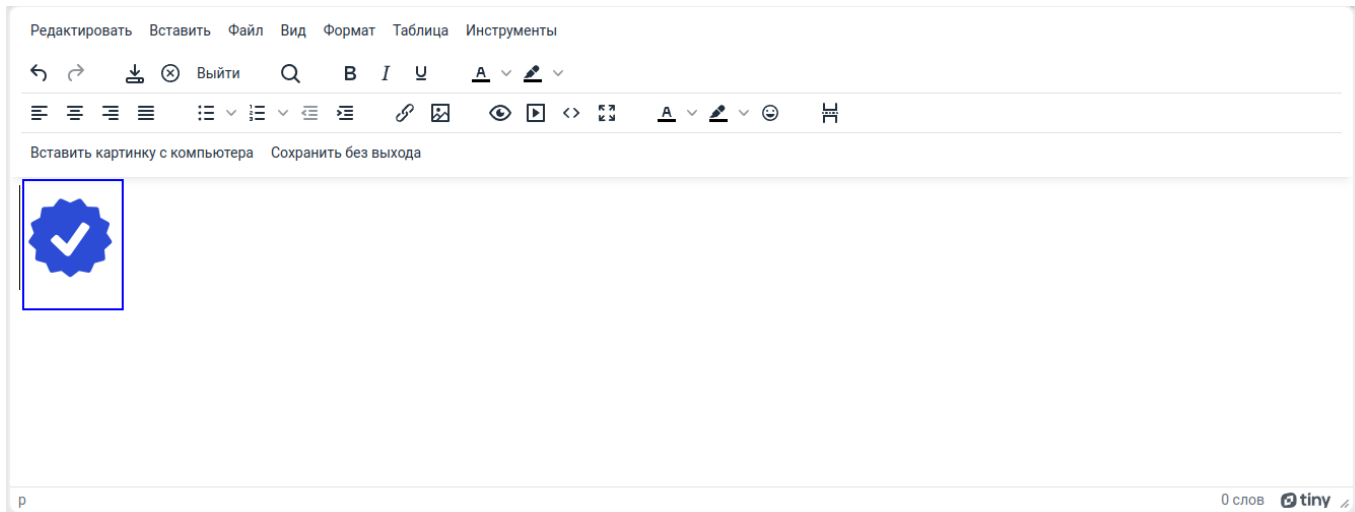 Редактировать Вставить Файл Вид Формат Таблица Инструменты
Выйти B I U A
A
Вставить картинку с компьютера Сохранить без выхода
p 0 слов tiny